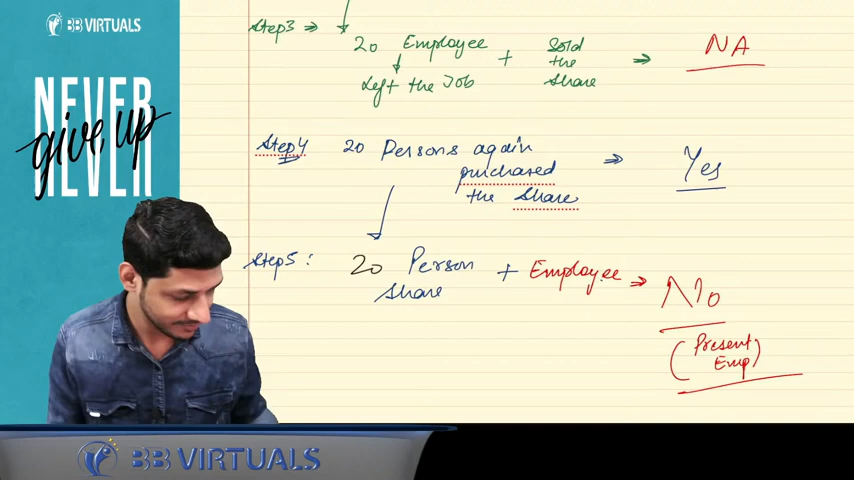 BB VIRTUALS
NEVER
give up
NEVER
Step3 ⇒ 20 Employee + Sold the Share ⇒ NA
Left the Job
Step4 20 Persons again purchased the Share ⇒ Yes
Step5: 20 Person Share + Employee ⇒ No
(Present Emp)
BB VIRTUALS